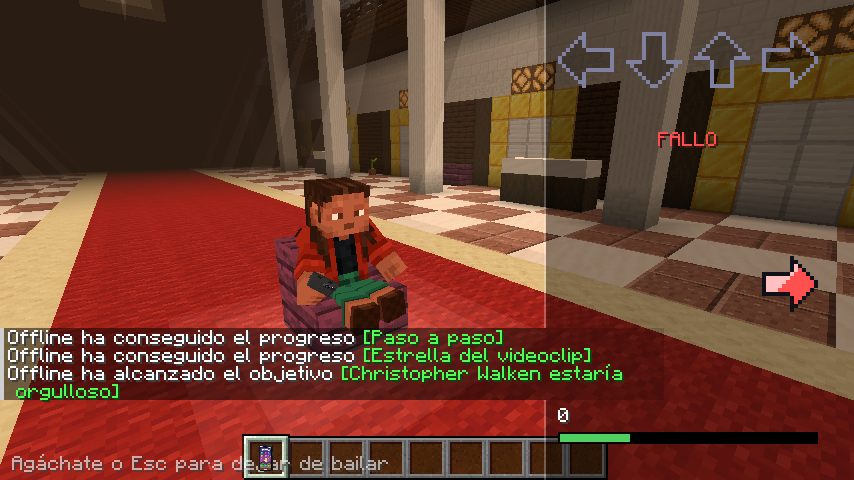 FALLO
Offline ha conseguido el progreso [Paso a paso]
Offline ha conseguido el progreso [Estrella del videoclip]
Offline ha alcanzado el objetivo [Christopher Walken estaría
orgulloso]
0
Agáchate o Esc para dejar de bailar